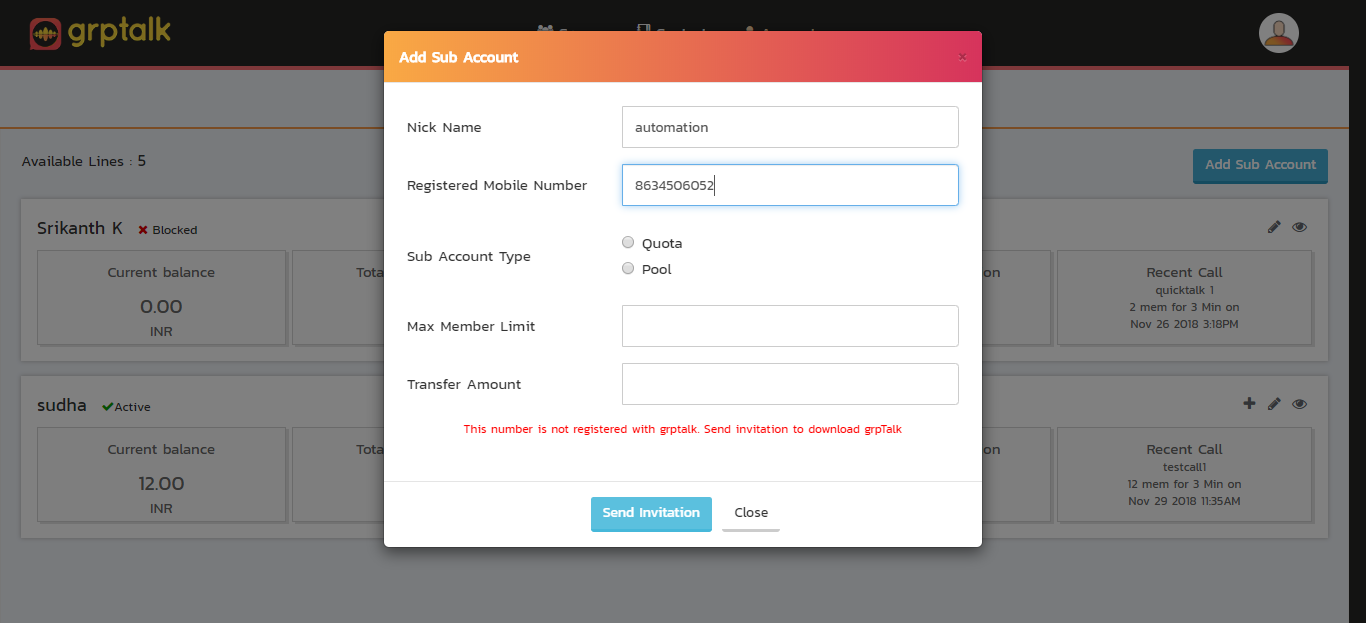 grptalk
Add Sub Account
×
Nick Name
automation
Available Lines : 5
Add Sub Account
Registered Mobile Number
8634506052
Srikanth K
Blocked
Sub Account Type
Quota
Pool
Current balance
0.00
INR
on
Recent Call
quicktalk 1
2 mem for 3 Min on
Nov 26 2018 3:18PM
Max Member Limit
Transfer Amount
sudha
Active
This number is not registered with grptalk. Send invitation to download grpTalk
Current balance
12.00
INR
on
Recent Call
testcall1
12 mem for 3 Min on
Nov 29 2018 11:35AM
Send Invitation
Close